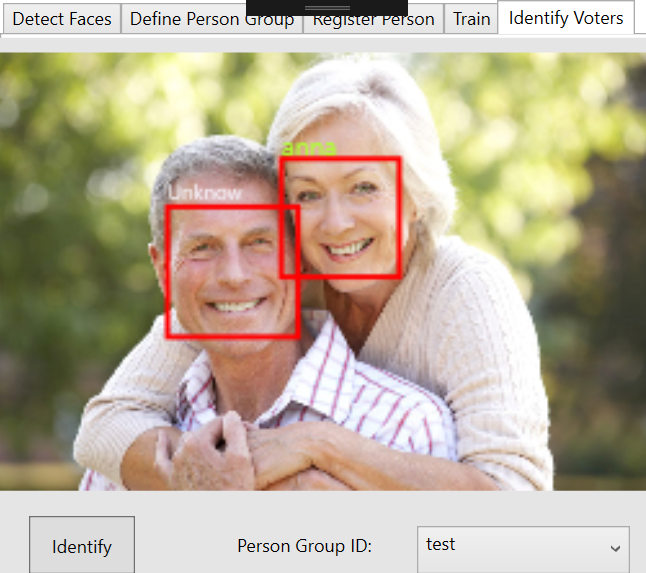 Detect Faces
Define Person Group
Register Person
Train
Identify Voters
anna
Unknow
Identify
Person Group ID:
test